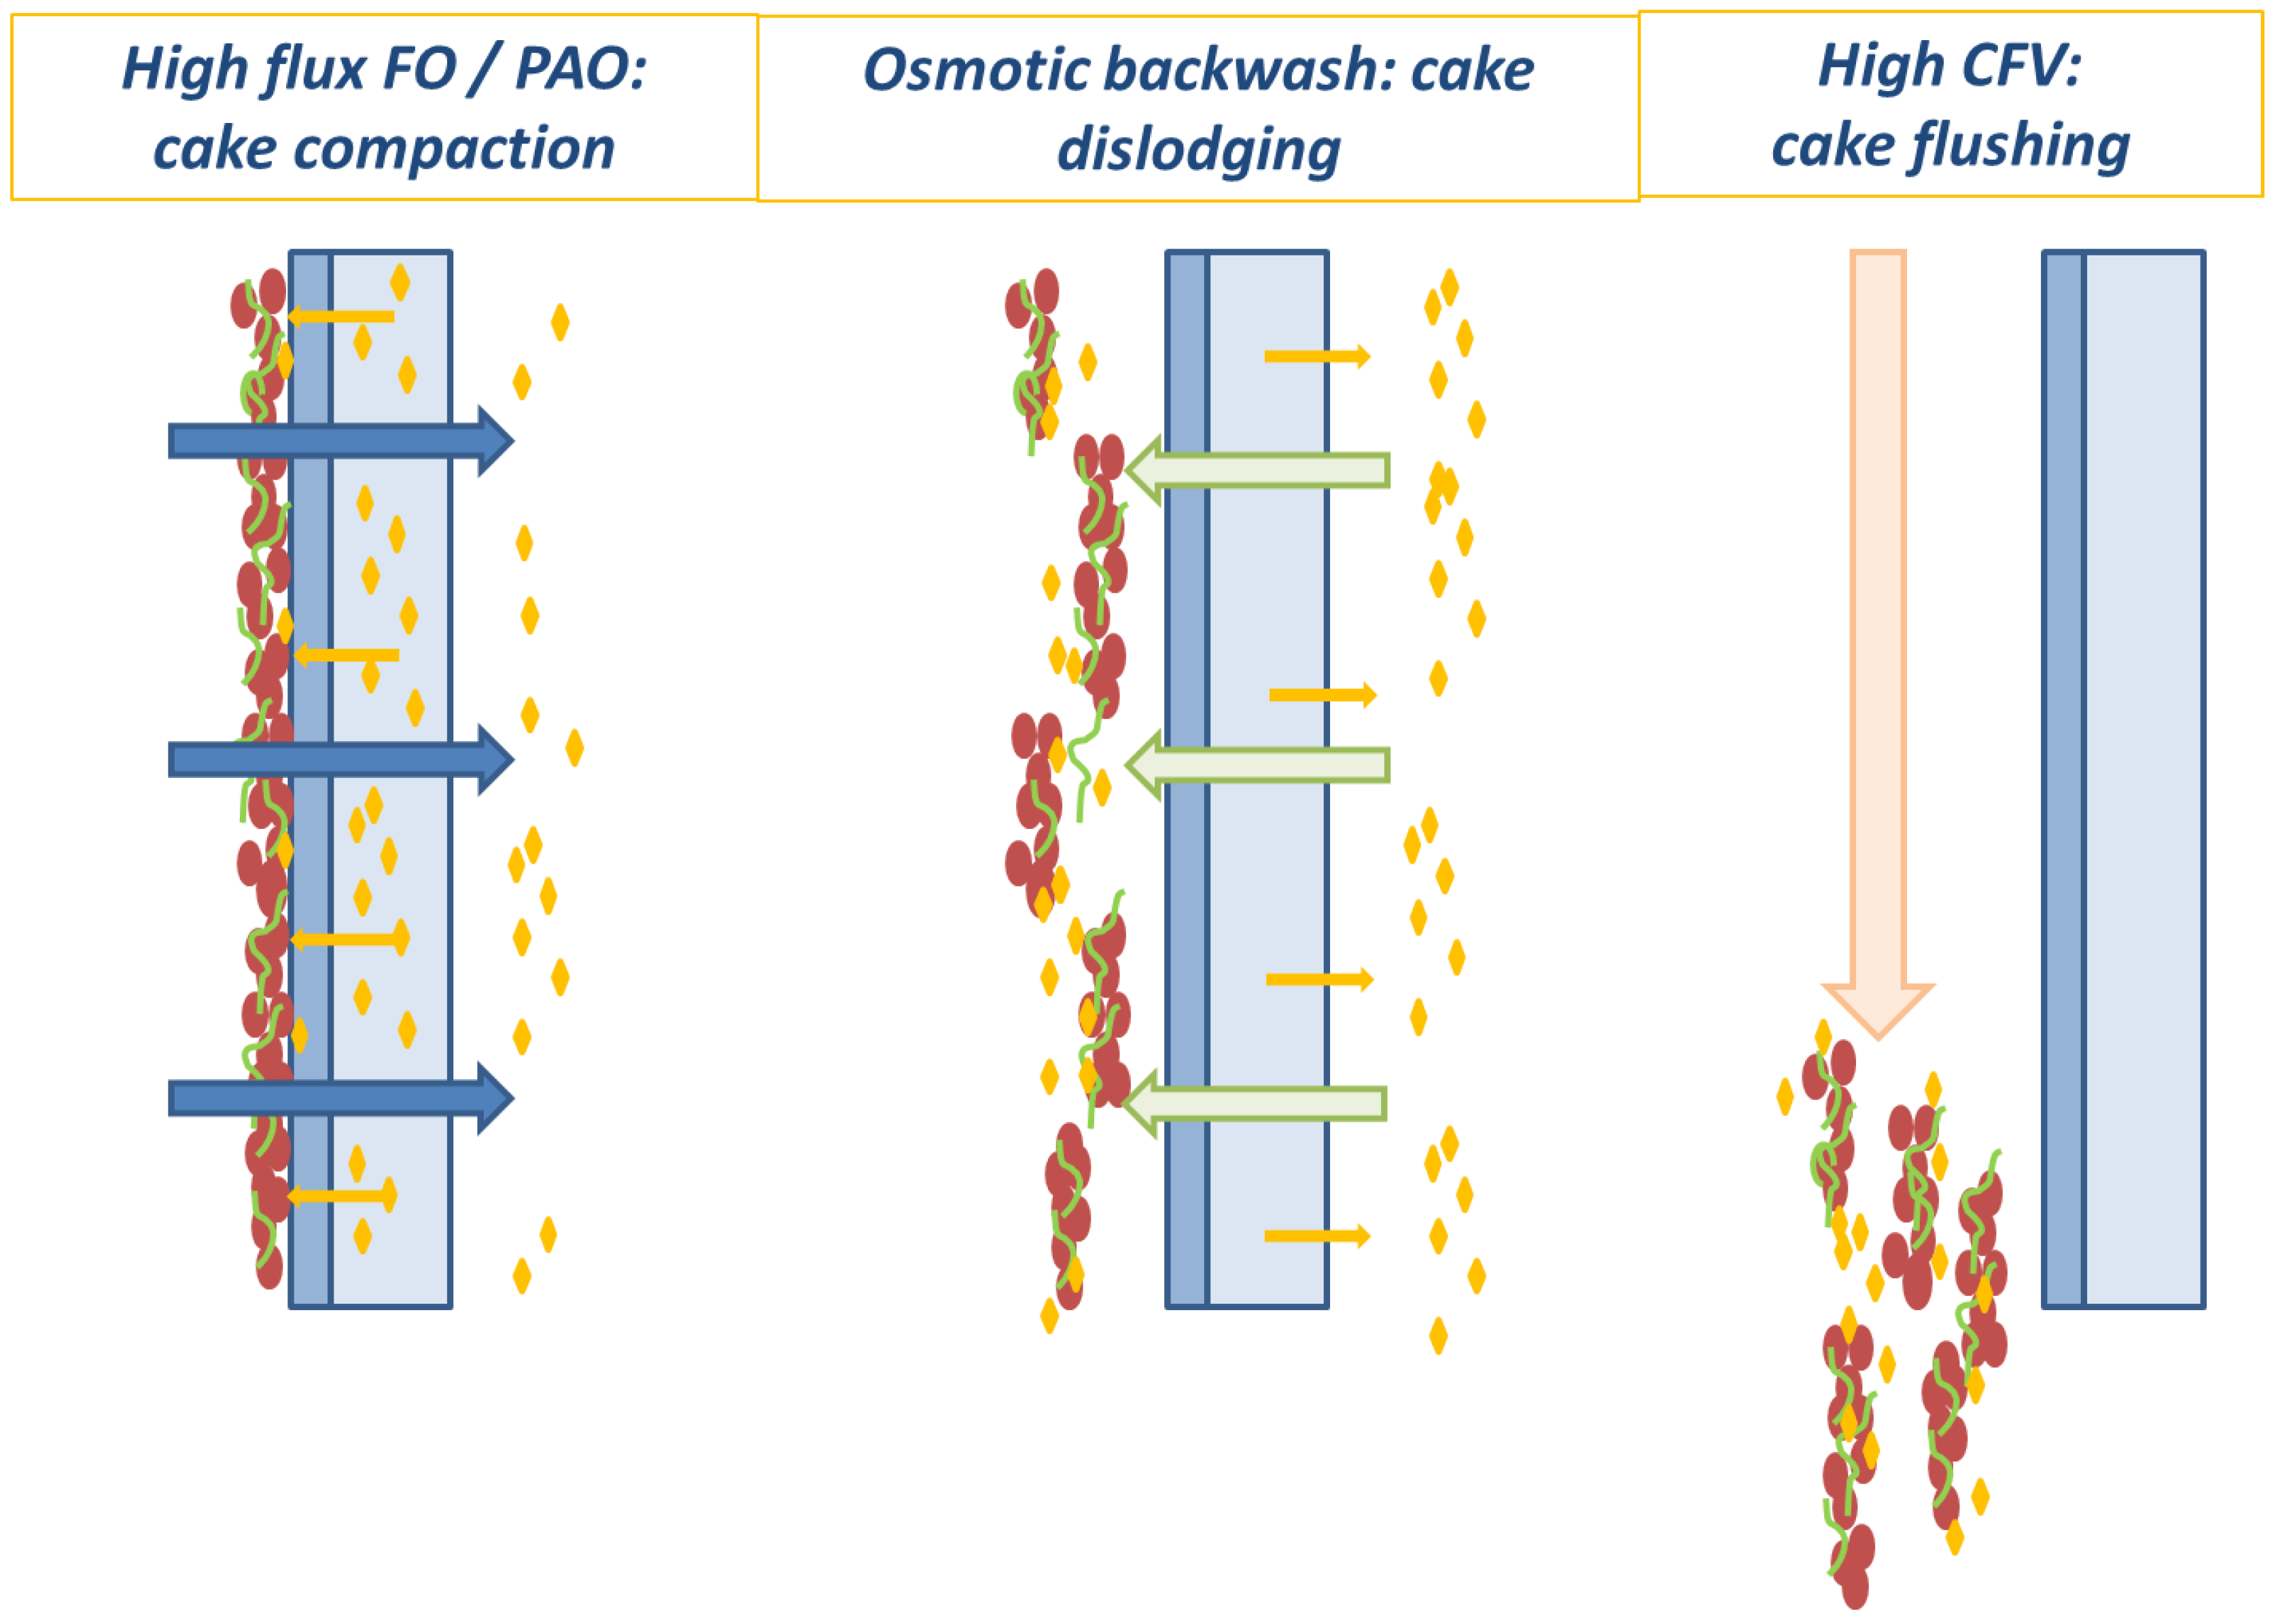 High flux FO / PAO:
cake compaction
Osmotic backwash: cake
dislodging
High CFV:
cake flushing